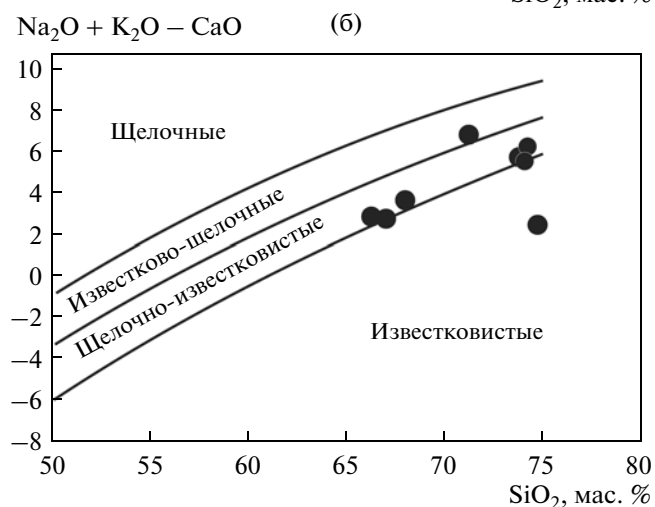 SiO₂, мас. %
Na₂O + K₂O − CaO (б)
10
8
6
4
2
0
−2
−4
−6
−8
Щелочные
Известково-щелочные
Щелочно-известковистые
Известковистые
50 55 60 65 70 75 80
SiO₂, мас. %